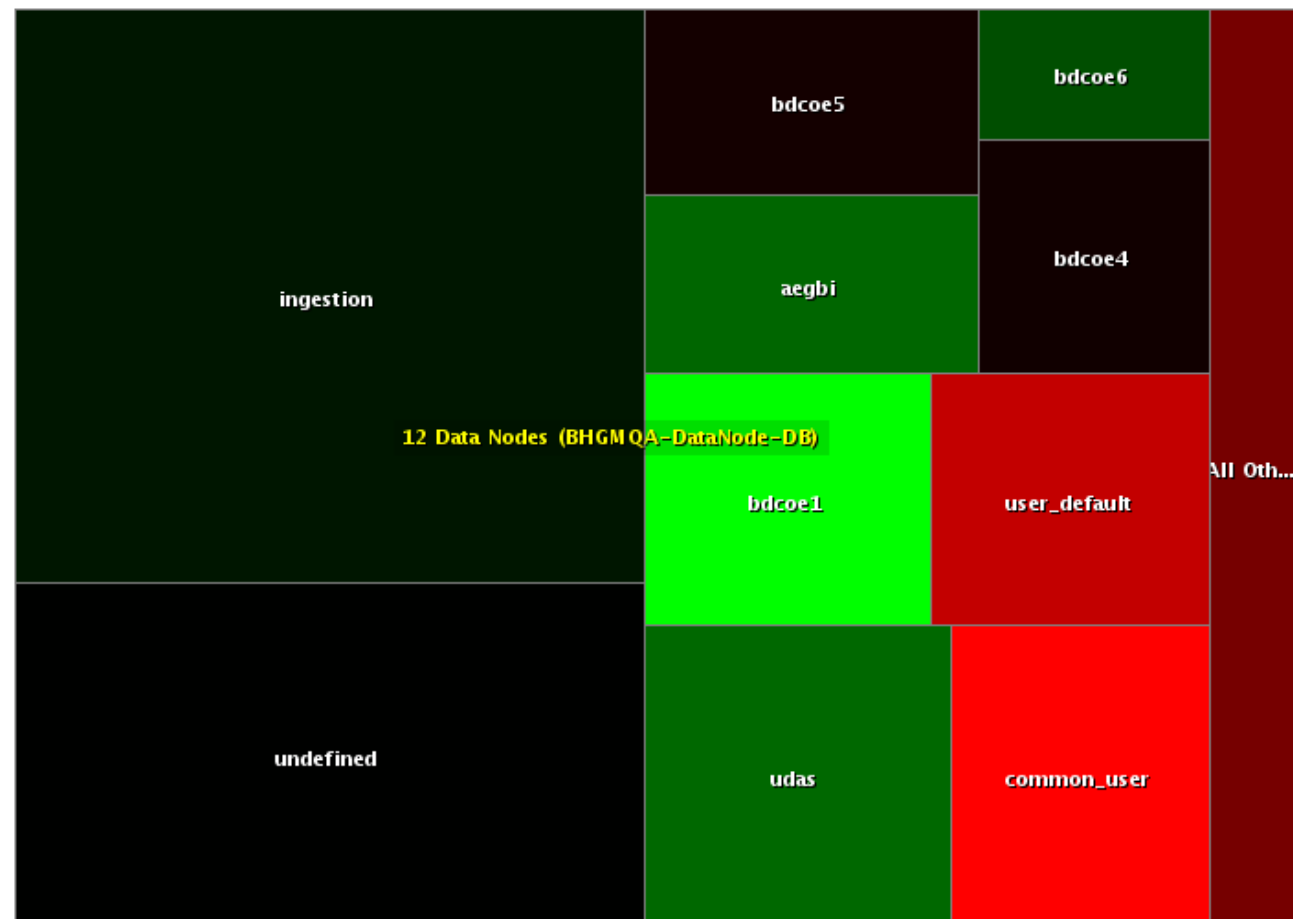 bdcoe6
bdcoe5
bdcoe4
aegbi
ingestion
12 Data Nodes (BHGMQA-DataNode-DB)
All Oth...
bdcoe1
user_default
undefined
udas
common_user